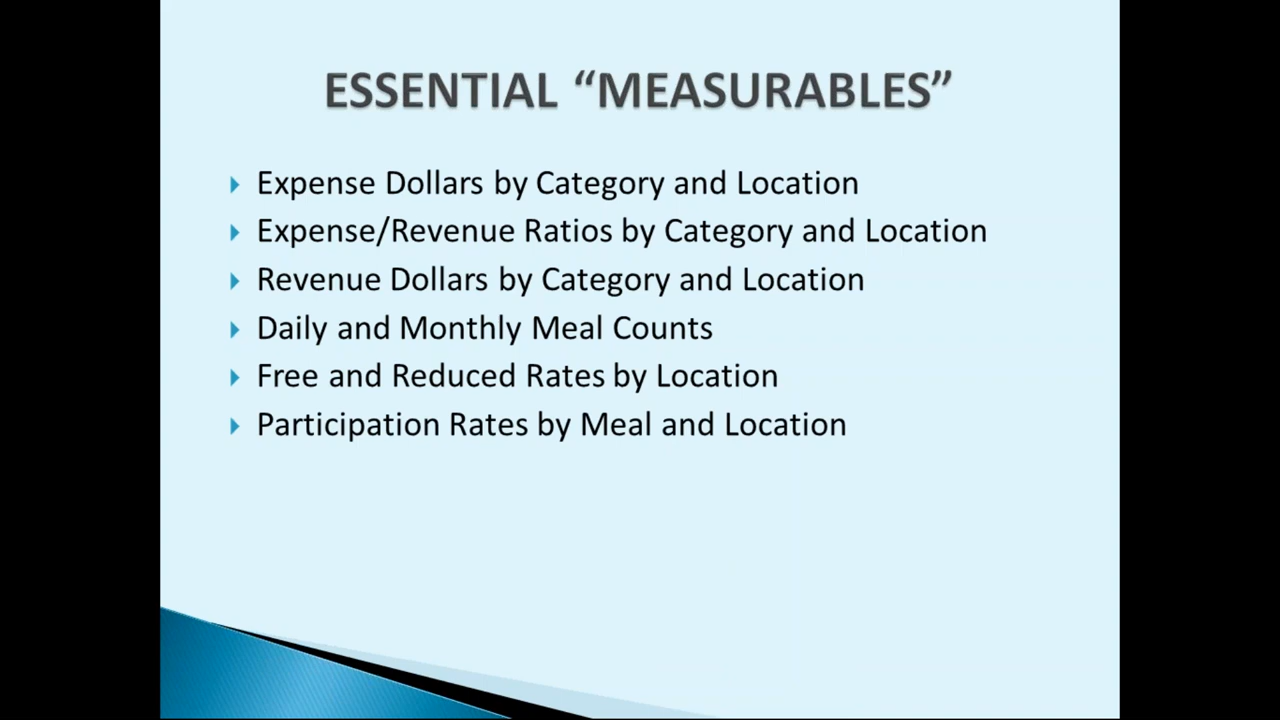 ESSENTIAL “MEASURABLES”
Expense Dollars by Category and Location
Expense/Revenue Ratios by Category and Location
Revenue Dollars by Category and Location
Daily and Monthly Meal Counts
Free and Reduced Rates by Location
Participation Rates by Meal and Location